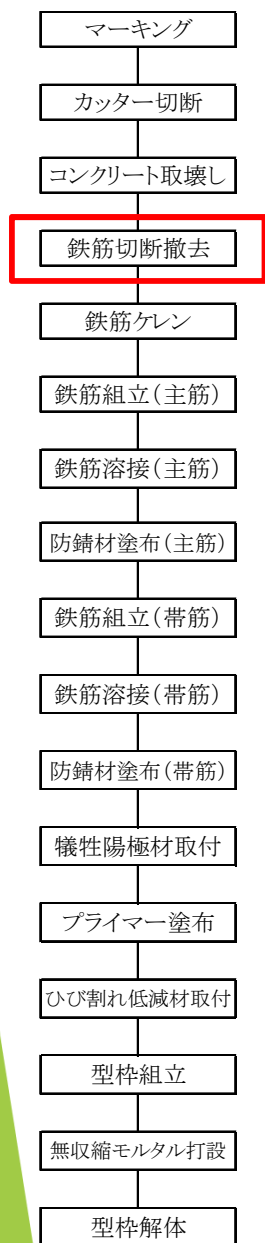 マーキング
カッター切断
コンクリート取壊し
鉄筋切断撤去
鉄筋ケレン
鉄筋組立(主筋)
鉄筋溶接(主筋)
防錆材塗布(主筋)
鉄筋組立(帯筋)
鉄筋溶接(帯筋)
防錆材塗布(帯筋)
犠牲陽極材取付
プライマー塗布
ひび割れ低減材取付
型枠組立
無収縮モルタル打設
型枠解体